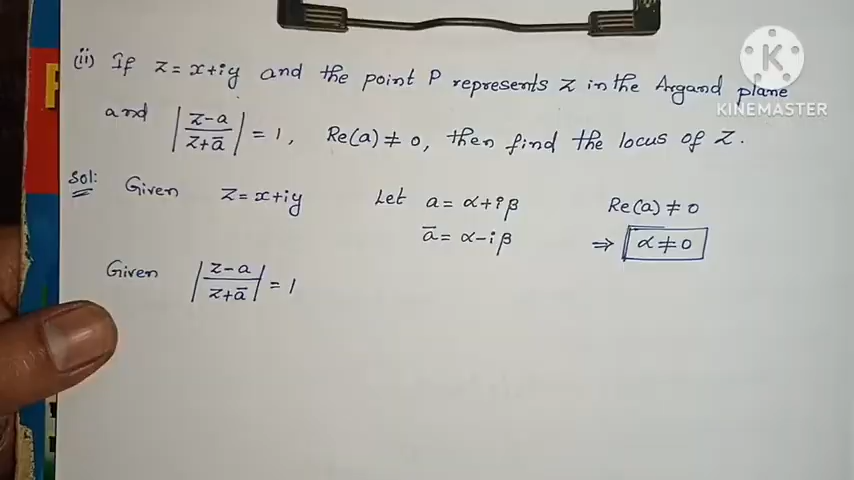 (ii) If z = x+iy and the point P represents z in the Argand plane
and |z-a / z+a̅| = 1, Re(a) ≠ 0, then find the locus of z.
Sol: Given z = x+iy Let a = α+iβ Re(a) ≠ 0
a̅ = α-iβ ⇒ α ≠ 0
Given |z-a / z+a̅| = 1
K
KINEMASTER